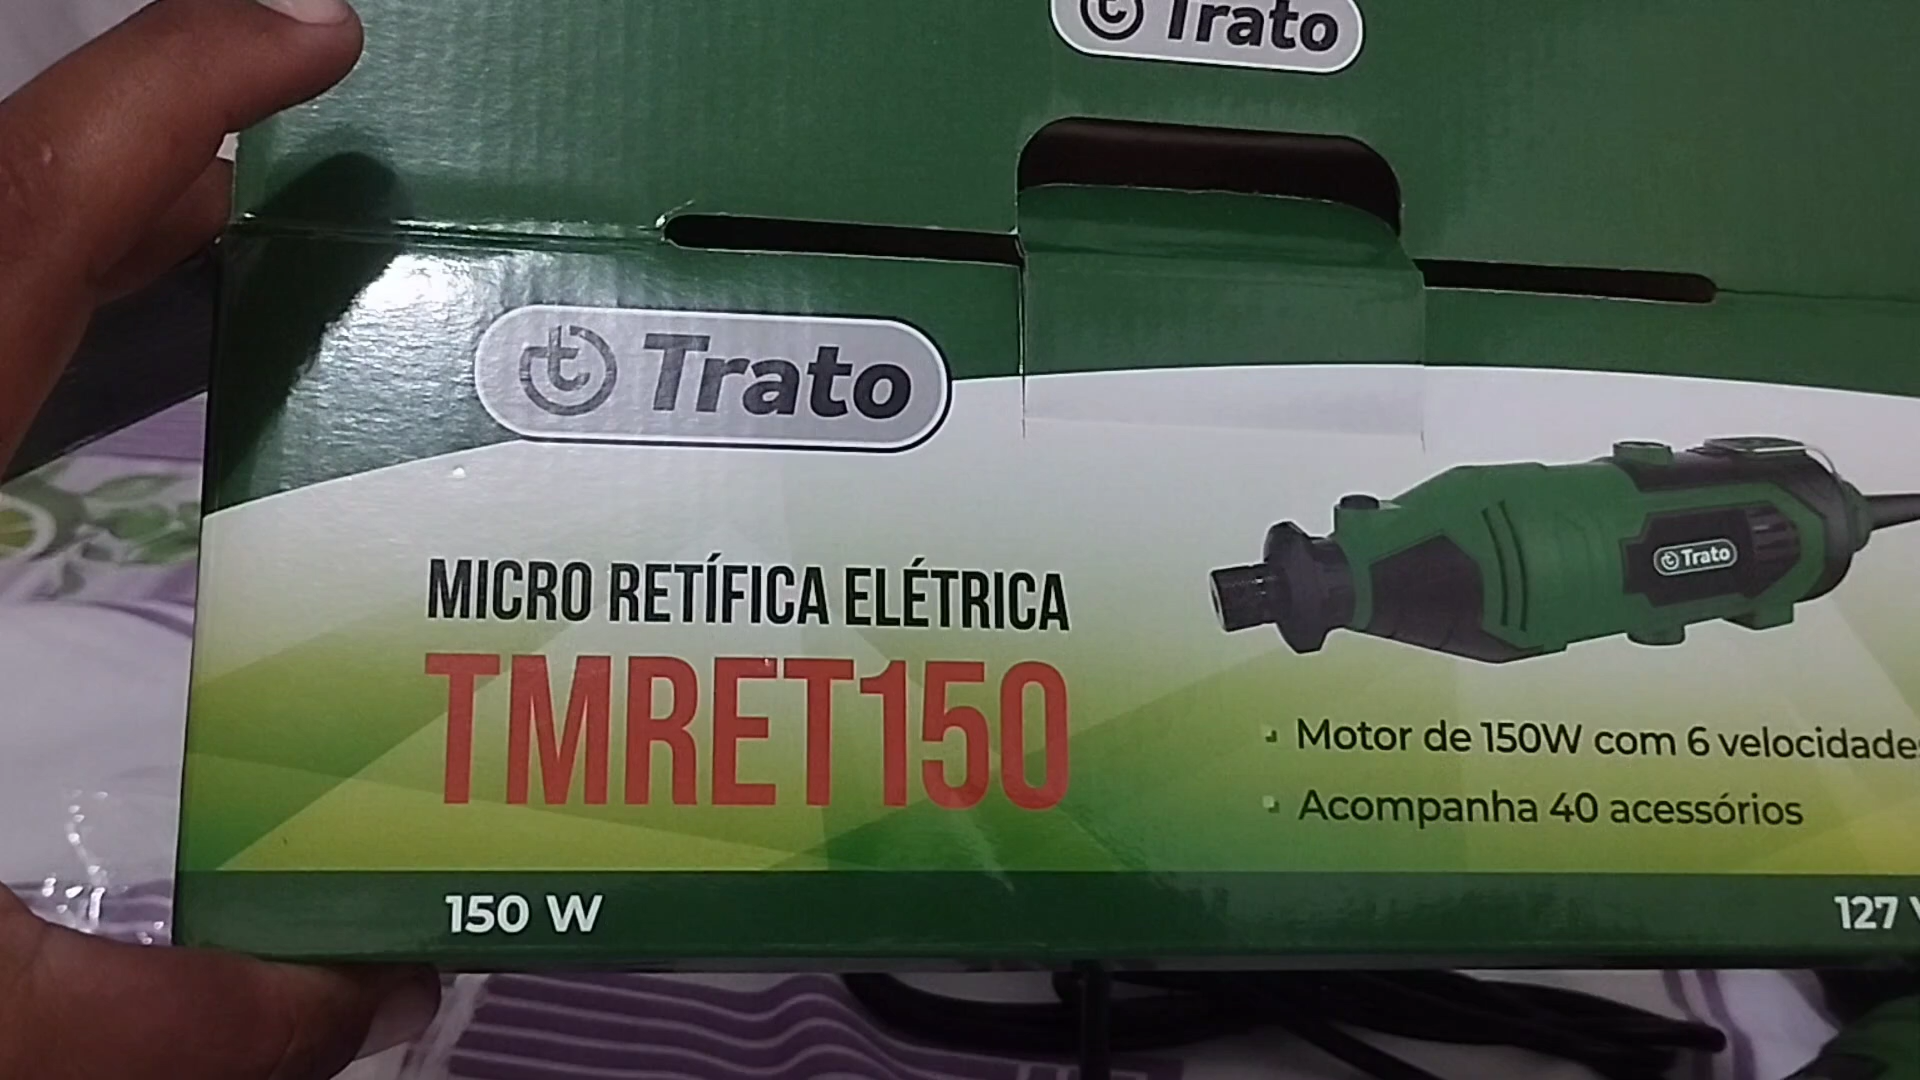 Trato
Trato
MICRO RETÍFICA ELÉTRICA
TMRET150
Trato
Motor de 150W com 6 velocidades
Acompanha 40 acessórios
150 W
127 V